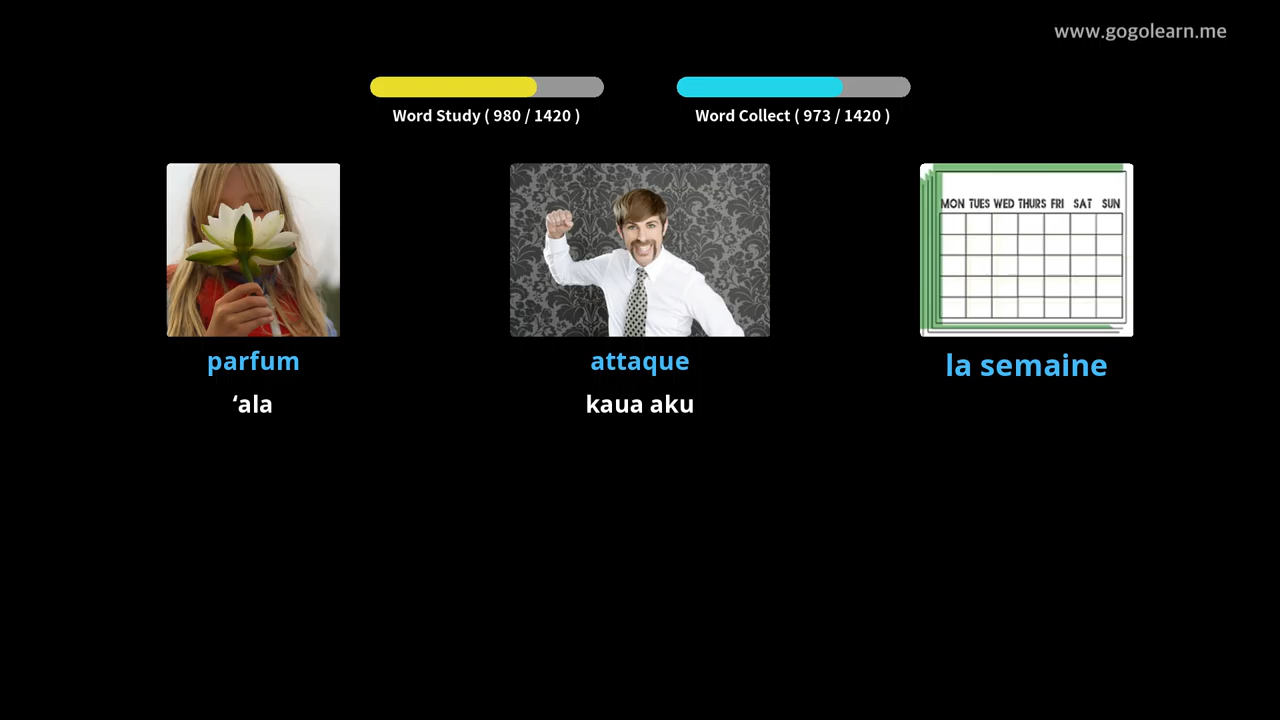 www.gogolearn.me
Word Study ( 980 / 1420 )
Word Collect ( 973 / 1420 )
MON TUES WED THURS FRI SAT SUN
parfum
attaque
la semaine
‘ala
kaua aku